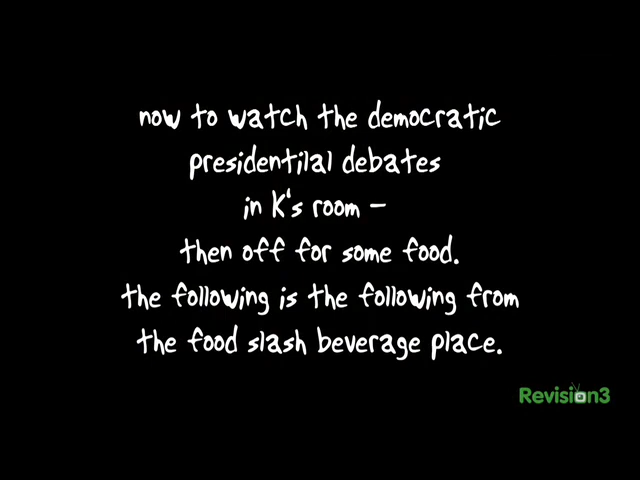 now to watch the democratic
presidentilal debates
in K's room -
then off for some food.
the following is the following from
the food slash beverage place.
Revision3